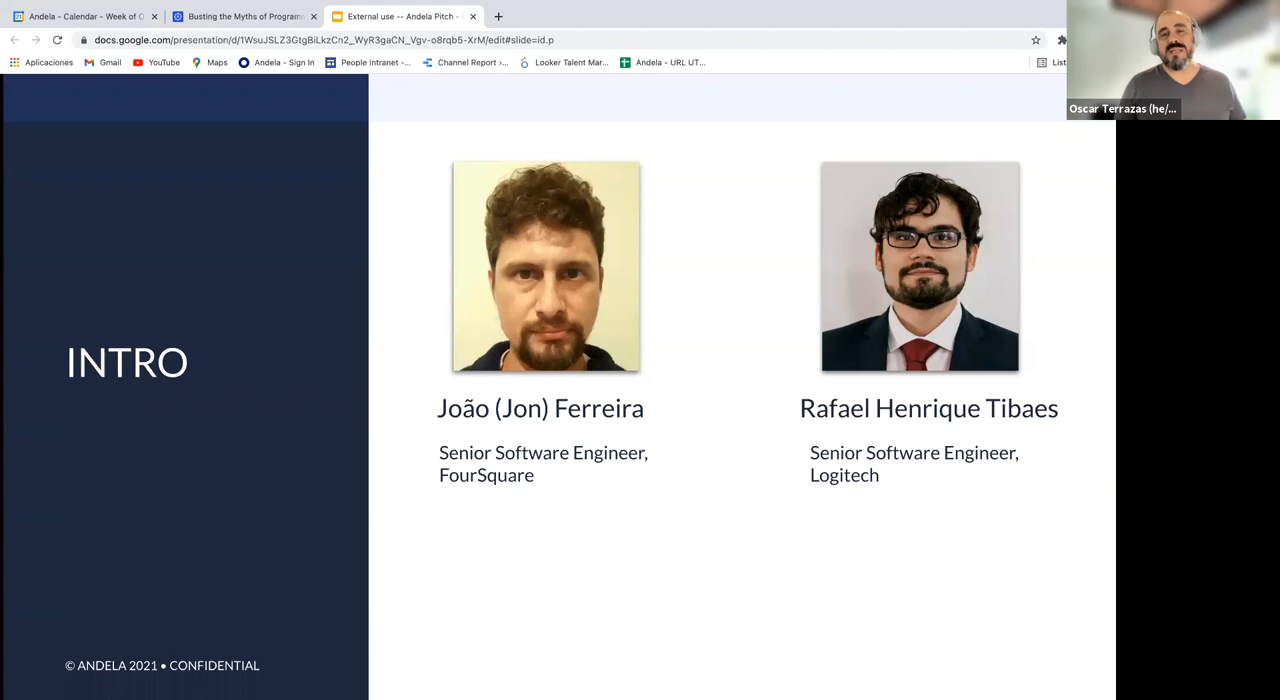 Andela - Calendar - Week of O
Busting the Myths of Program
External use -- Andela Pitch -
docs.google.com/presentation/d/1WsuJSLZ3GtgBiLkzCn2_WyR3gaCN_Vgv-o8rqb5-XrM/edit#slide=id.p
Aplicaciones
Gmail
YouTube
Maps
Andela - Sign In
People Intranet -...
Channel Report ›...
Looker Talent Mar...
Andela - URL UT...
List
Oscar Terrazas (he/...
INTRO
João (Jon) Ferreira
Senior Software Engineer,
FourSquare
Rafael Henrique Tibaes
Senior Software Engineer,
Logitech
© ANDELA 2021 • CONFIDENTIAL